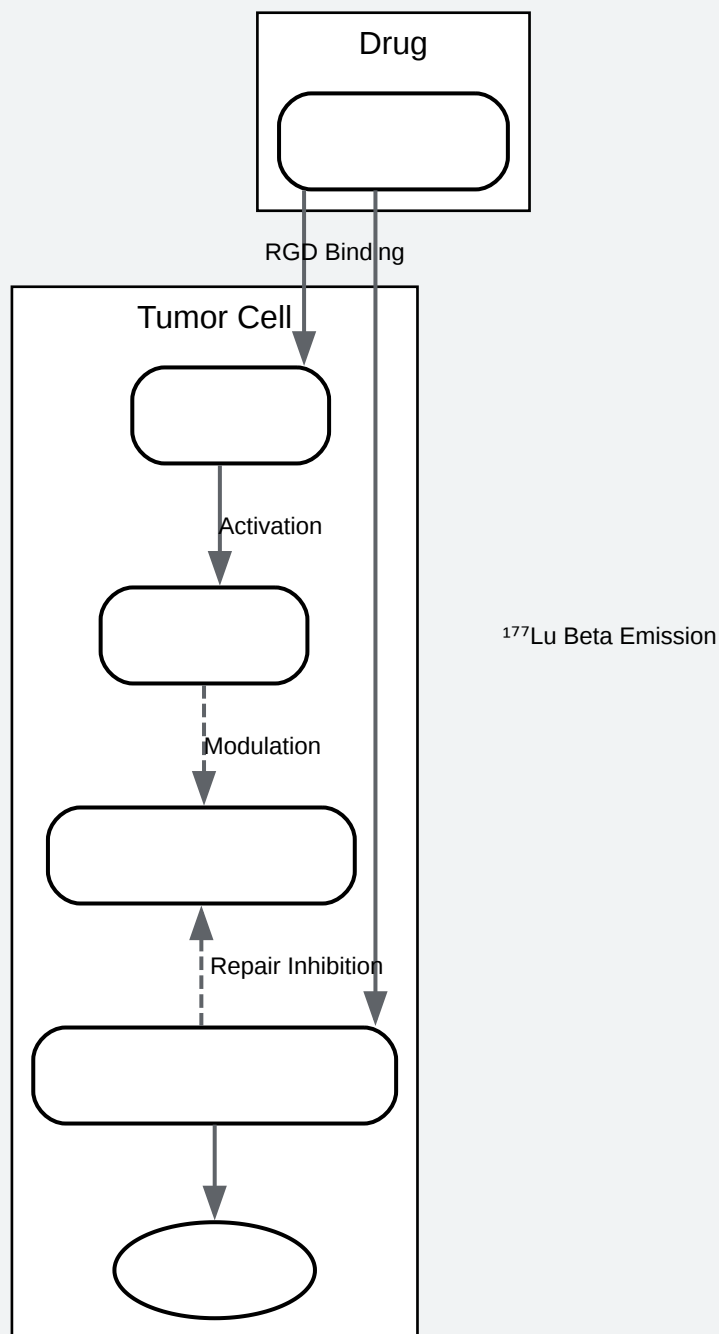 Drug
RGD Binding
Tumor Cell
Activation
¹⁷⁷Lu Beta Emission
Modulation
Repair Inhibition